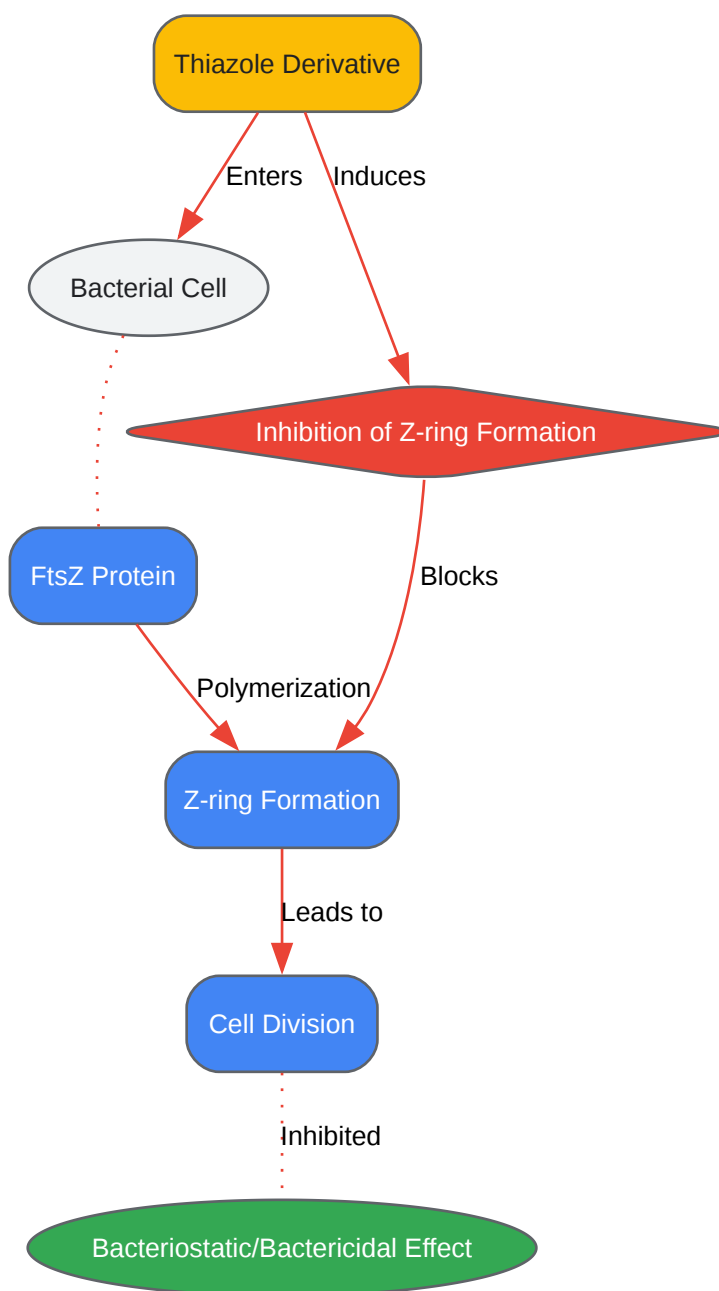 Thiazole Derivative
Enters
Induces
Bacterial Cell
Inhibition of Z-ring Formation
FtsZ Protein
Blocks
Polymerization
Z-ring Formation
Leads to
Cell Division
Inhibited
Bacteriostatic/Bactericidal Effect